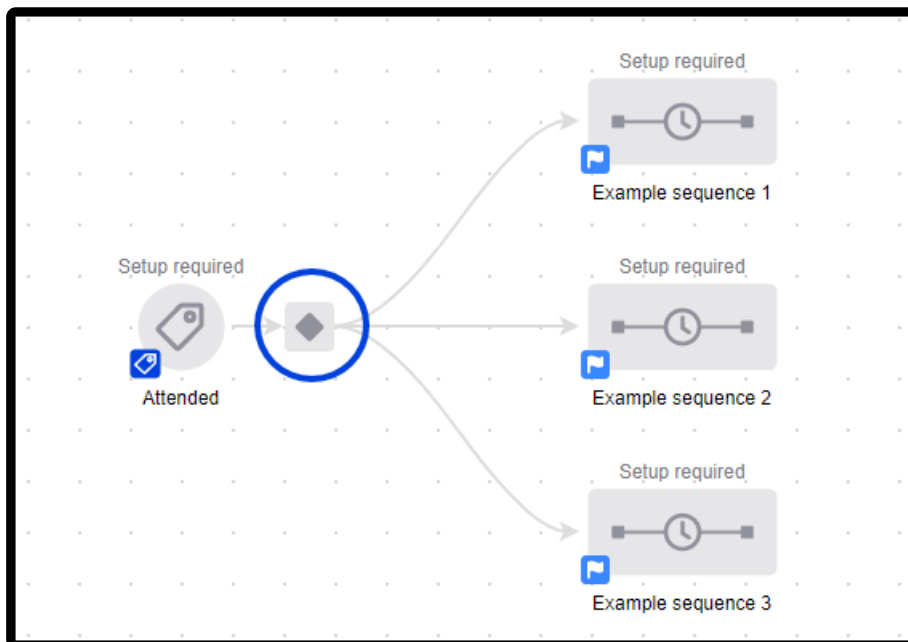 Setup required
Example sequence 1
Setup required
Attended
Setup required
Example sequence 2
Setup required
Example sequence 3